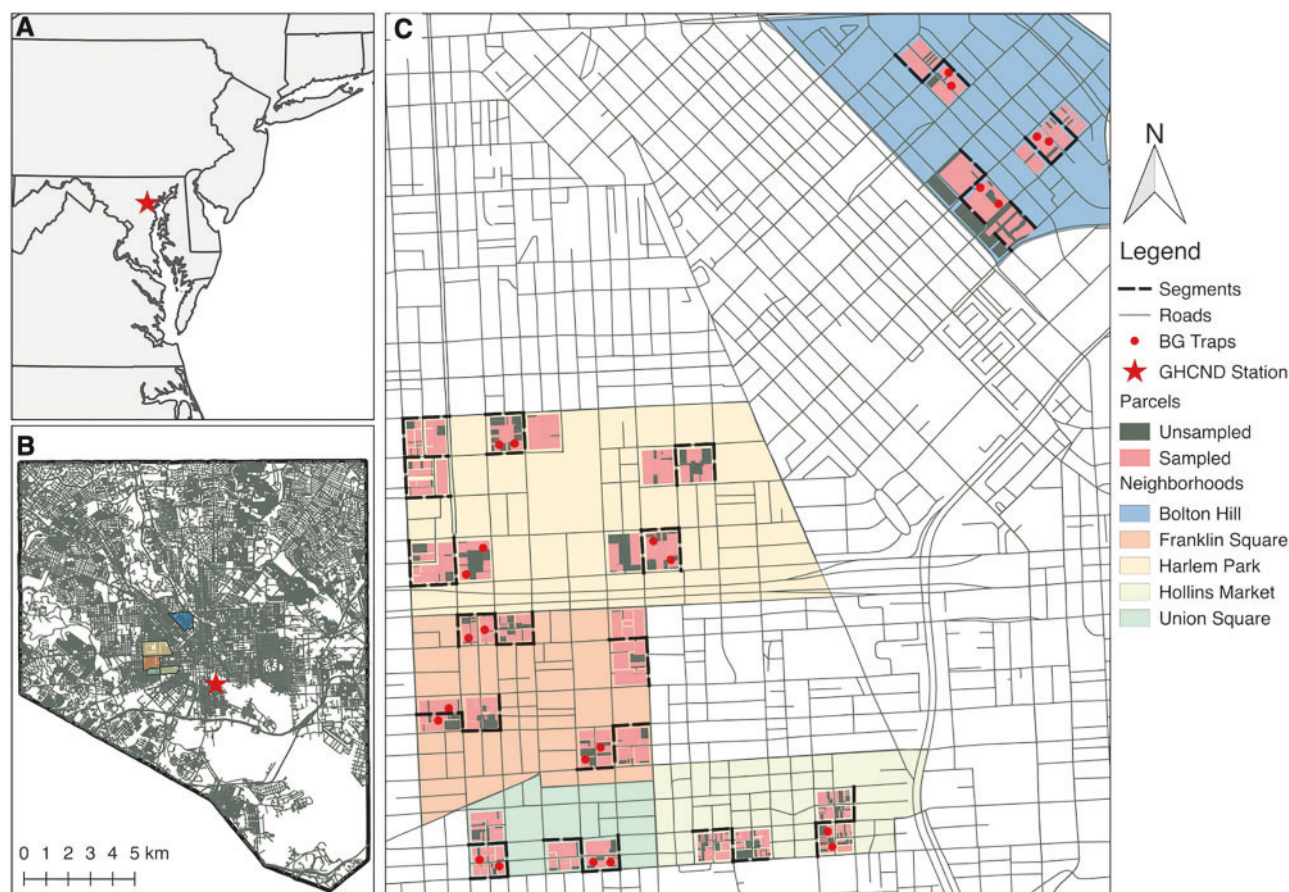 A
B
0 1 2 3 4 5 km
C
N
Legend
Segments
Roads
BG Traps
GHCND Station
Parcels
Unsampled
Sampled
Neighborhoods
Bolton Hill
Franklin Square
Harlem Park
Hollins Market
Union Square